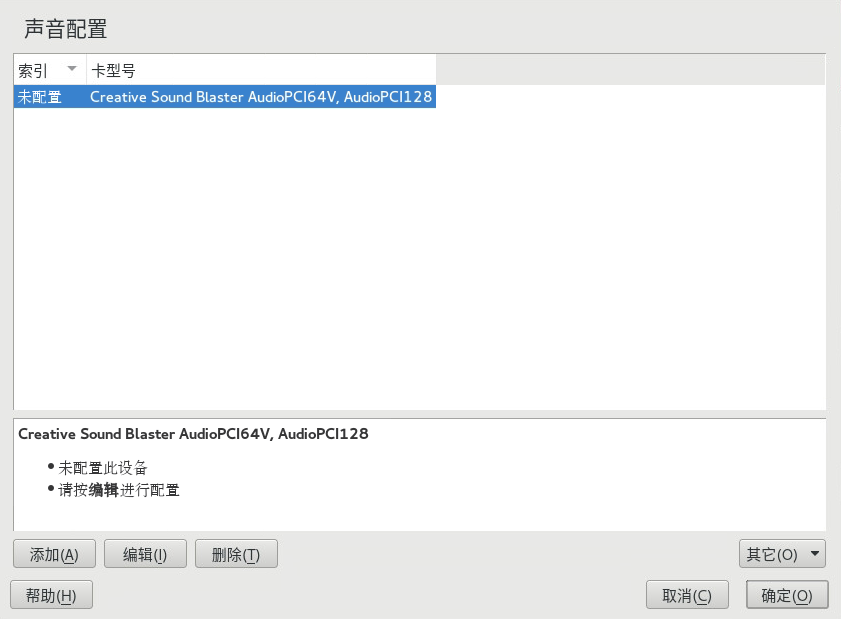 声音配置
索引 卡型号
未配置 Creative Sound Blaster AudioPCI64V, AudioPCI128
Creative Sound Blaster AudioPCI64V, AudioPCI128
未配置此设备
请按编辑进行配置
添加(A) 编辑(I) 删除(T) 其它(O)
帮助(H) 取消(C) 确定(O)